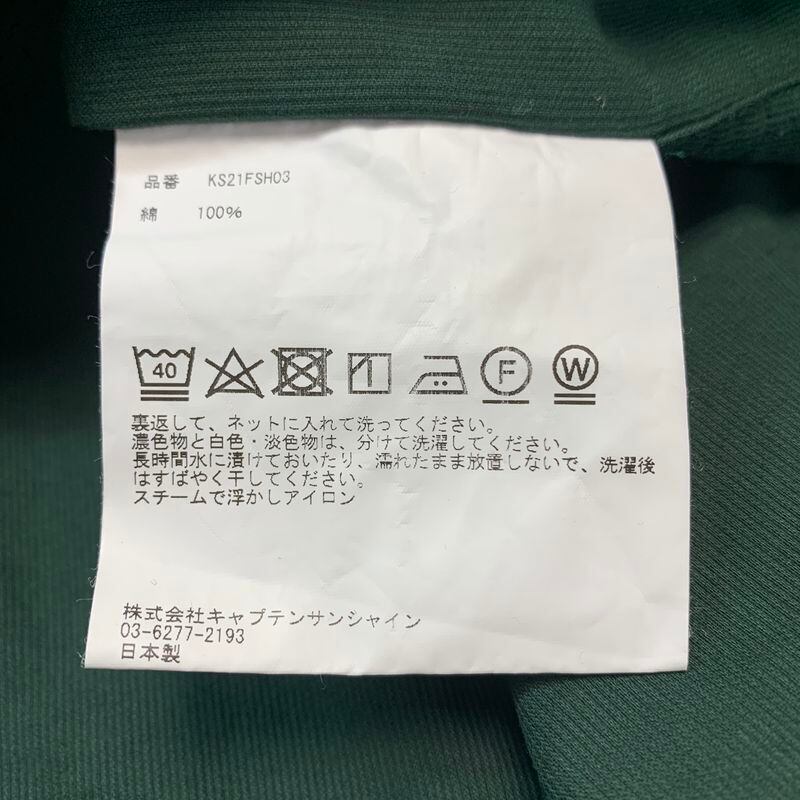 品番 KS21FSH03
綿 100%
40 F W
裏返して、ネットに入れて洗ってください。
濃色物と白色・淡色物は、分けて洗濯してください。
長時間水に漬けておいたり、濡れたまま放置しないで、洗濯後
はすばやく干してください。
スチームで浮かしアイロン
株式会社キャプテンサンシャイン
03-6277-2193
日本製